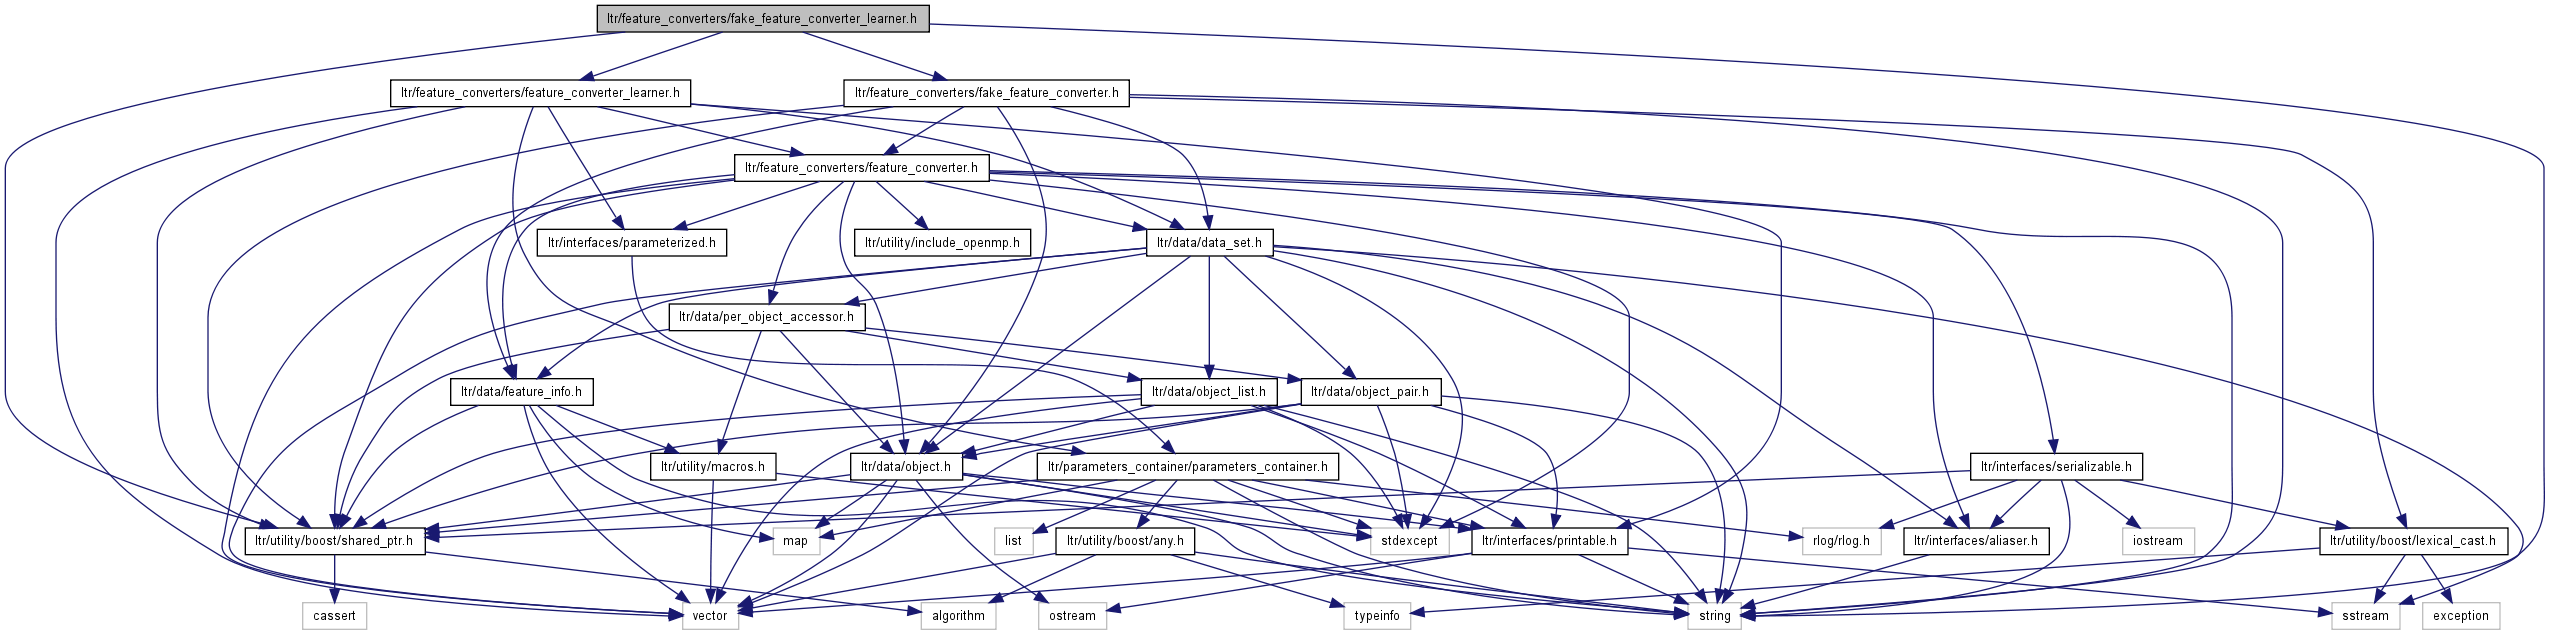 ltr/feature_converters/fake_feature_converter_learner.h
ltr/feature_converters/feature_converter_learner.h
ltr/feature_converters/fake_feature_converter.h
ltr/feature_converters/feature_converter.h
ltr/interfaces/parameterized.h
ltr/utility/include_openmp.h
ltr/data/data_set.h
ltr/data/per_object_accessor.h
ltr/data/feature_info.h
ltr/data/object_list.h
ltr/data/object_pair.h
ltr/utility/macros.h
ltr/data/object.h
ltr/parameters_container/parameters_container.h
ltr/interfaces/serializable.h
ltr/utility/boost/shared_ptr.h
map
list
ltr/utility/boost/any.h
stdexcept
ltr/interfaces/printable.h
rlog/rlog.h
ltr/interfaces/aliaser.h
iostream
ltr/utility/boost/lexical_cast.h
cassert
vector
algorithm
ostream
typeinfo
string
sstream
exception